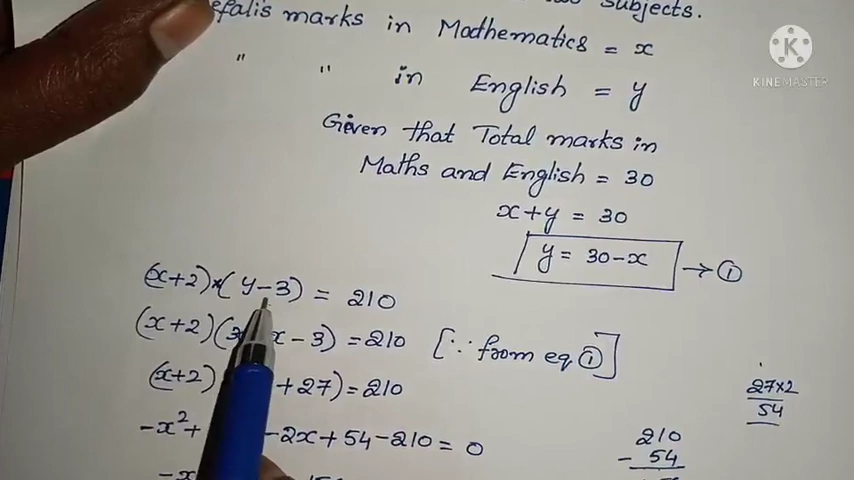 subjects.
efalis marks in Mathematics = x
" " in English = y
Given that Total marks in
Maths and English = 30
x+y = 30
y = 30-x → ①
(x+2)×(y-3) = 210
(x+2)(3 x-3) = 210 [∵ from eq ①]
(x+2) +27) = 210
-x² + -2x+54-210 = 0
-x
27×2
54
210
- 54
K
KINEMASTER